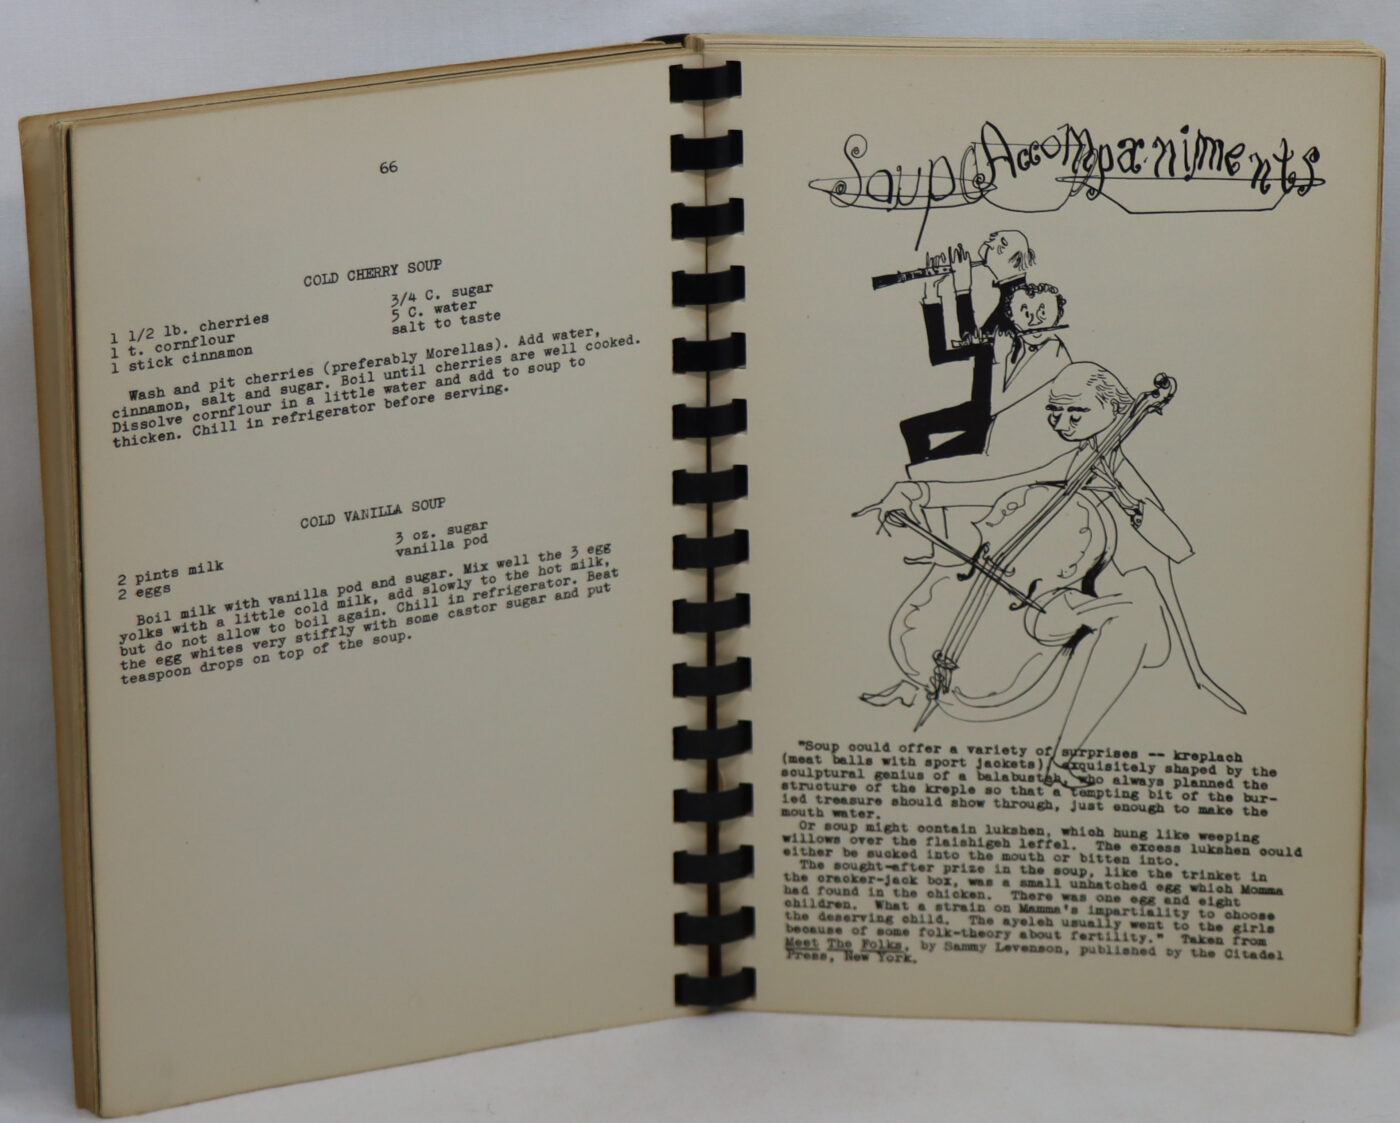 66
COLD CHERRY SOUP
1 1/2 lb. cherries
1 t. cornflour
1 stick cinnamon
3/4 C. sugar
5 C. water
salt to taste
Wash and pit cherries (preferably Morellas). Add water,
cinnamon, salt and sugar. Boil until cherries are well cooked.
Dissolve cornflour in a little water and add to soup to
thicken. Chill in refrigerator before serving.
COLD VANILLA SOUP
2 pints milk
2 eggs
3 oz. sugar
vanilla pod
Boil milk with vanilla pod and sugar. Mix well the 3 egg
yolks with a little cold milk, add slowly to the hot milk,
but do not allow to boil again. Chill in refrigerator. Beat
the egg whites very stiffly with some castor sugar and put
teaspoon drops on top of the soup.
Soup Accompaniments
"Soup could offer a variety of surprises -- kreplach
(meat balls with sport jackets), exquisitely shaped by the
sculptural genius of a balabusteh, who always planned the
structure of the kreple so that a tempting bit of the bur-
ied treasure should show through, just enough to make the
mouth water.
Or soup might contain lukshen, which hung like weeping
willows over the flaishigeh leffel. The excess lukshen could
either be sucked into the mouth or bitten into.
The sought-after prize in the soup, like the trinket in
the cracker-jack box, was a small unhatched egg which Momma
had found in the chicken. There was one egg and eight
children. What a strain on Mamma's impartiality to choose
the deserving child. The ayeleh usually went to the girls
because of some folk-theory about fertility." Taken from
Meet The Folks, by Sammy Levenson, published by the Citadel
Press, New York.